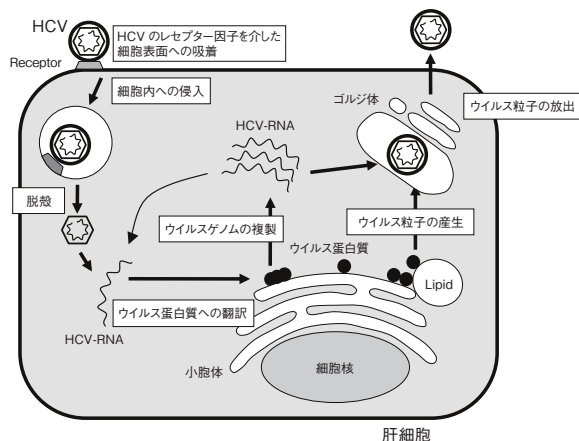 HCV
HCV のレセプター因子を介した
細胞表面への吸着
Receptor
細胞内への侵入
ゴルジ体
ウイルス粒子の放出
HCV-RNA
脱殻
ウイルスゲノムの複製
ウイルス粒子の産生
ウイルス蛋白質
Lipid
ウイルス蛋白質への翻訳
HCV-RNA
小胞体
細胞核
肝細胞